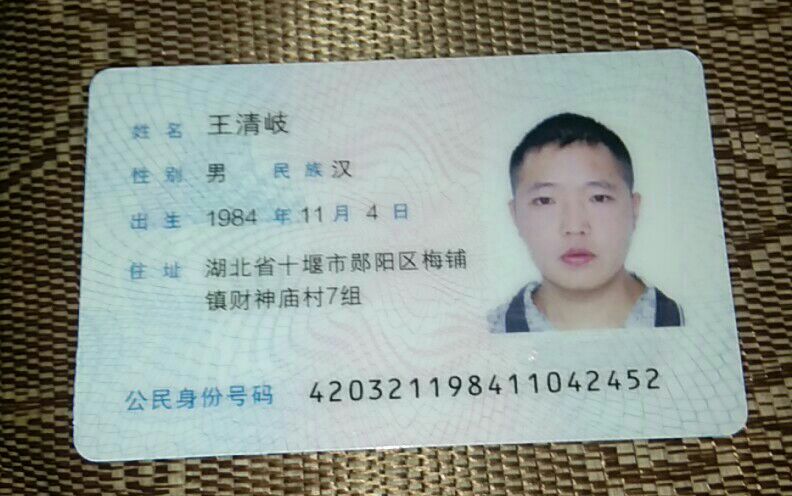 姓名 王清岐
性别 男 民族 汉
出生 1984 年 11 月 4 日
住址 湖北省十堰市郧阳区梅铺
镇财神庙村7组
公民身份号码 420321198411042452